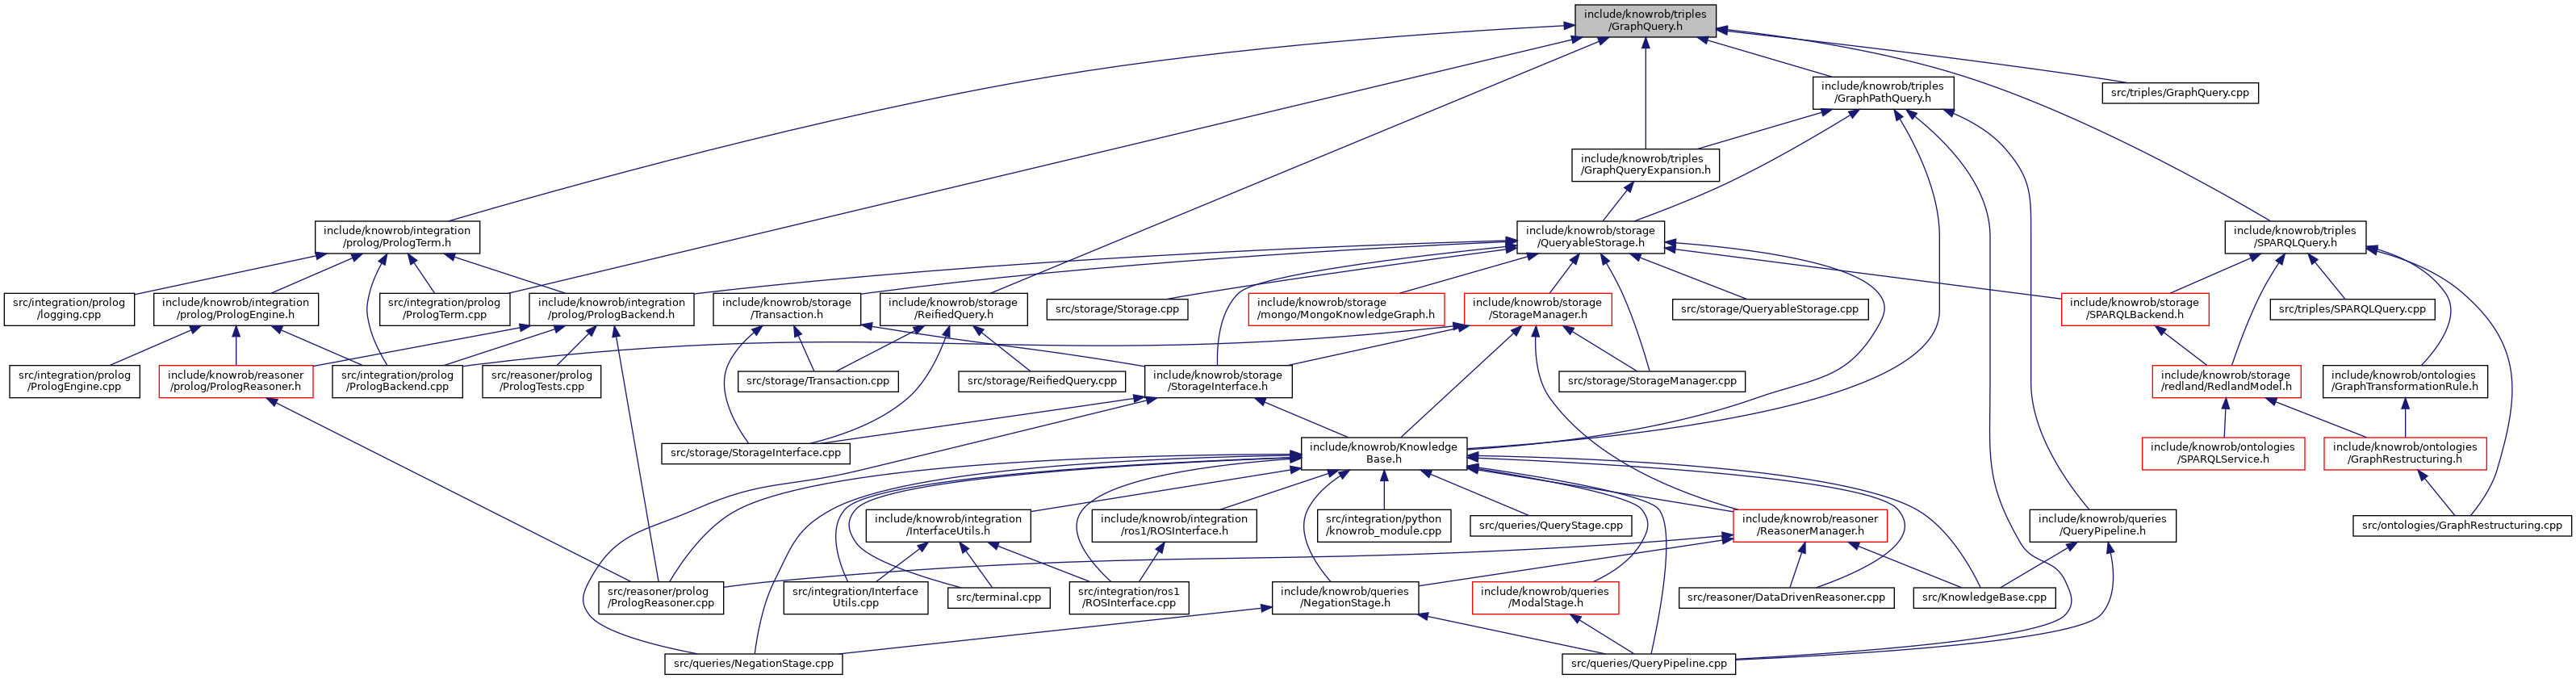 include/knowrob/triples
/GraphQuery.h
include/knowrob/triples
/GraphPathQuery.h
src/triples/GraphQuery.cpp
include/knowrob/triples
/GraphQueryExpansion.h
include/knowrob/integration
/prolog/PrologTerm.h
include/knowrob/storage
/QueryableStorage.h
include/knowrob/triples
/SPARQLQuery.h
src/integration/prolog
/logging.cpp
include/knowrob/integration
/prolog/PrologEngine.h
src/integration/prolog
/PrologTerm.cpp
include/knowrob/integration
/prolog/PrologBackend.h
include/knowrob/storage
/Transaction.h
include/knowrob/storage
/ReifiedQuery.h
src/storage/Storage.cpp
include/knowrob/storage
/mongo/MongoKnowledgeGraph.h
include/knowrob/storage
/StorageManager.h
src/storage/QueryableStorage.cpp
include/knowrob/storage
/SPARQLBackend.h
src/triples/SPARQLQuery.cpp
src/integration/prolog
/PrologEngine.cpp
include/knowrob/reasoner
/prolog/PrologReasoner.h
src/integration/prolog
/PrologBackend.cpp
src/reasoner/prolog
/PrologTests.cpp
src/storage/Transaction.cpp
src/storage/ReifiedQuery.cpp
include/knowrob/storage
/StorageInterface.h
src/storage/StorageManager.cpp
include/knowrob/storage
/redland/RedlandModel.h
include/knowrob/ontologies
/GraphTransformationRule.h
src/storage/StorageInterface.cpp
include/knowrob/Knowledge
Base.h
include/knowrob/ontologies
/SPARQLService.h
include/knowrob/ontologies
/GraphRestructuring.h
include/knowrob/integration
/InterfaceUtils.h
include/knowrob/integration
/ros1/ROSInterface.h
src/integration/python
/knowrob_module.cpp
src/queries/QueryStage.cpp
include/knowrob/reasoner
/ReasonerManager.h
include/knowrob/queries
/QueryPipeline.h
src/ontologies/GraphRestructuring.cpp
src/reasoner/prolog
/PrologReasoner.cpp
src/integration/Interface
Utils.cpp
src/terminal.cpp
src/integration/ros1
/ROSInterface.cpp
include/knowrob/queries
/NegationStage.h
include/knowrob/queries
/ModalStage.h
src/reasoner/DataDrivenReasoner.cpp
src/KnowledgeBase.cpp
src/queries/NegationStage.cpp
src/queries/QueryPipeline.cpp